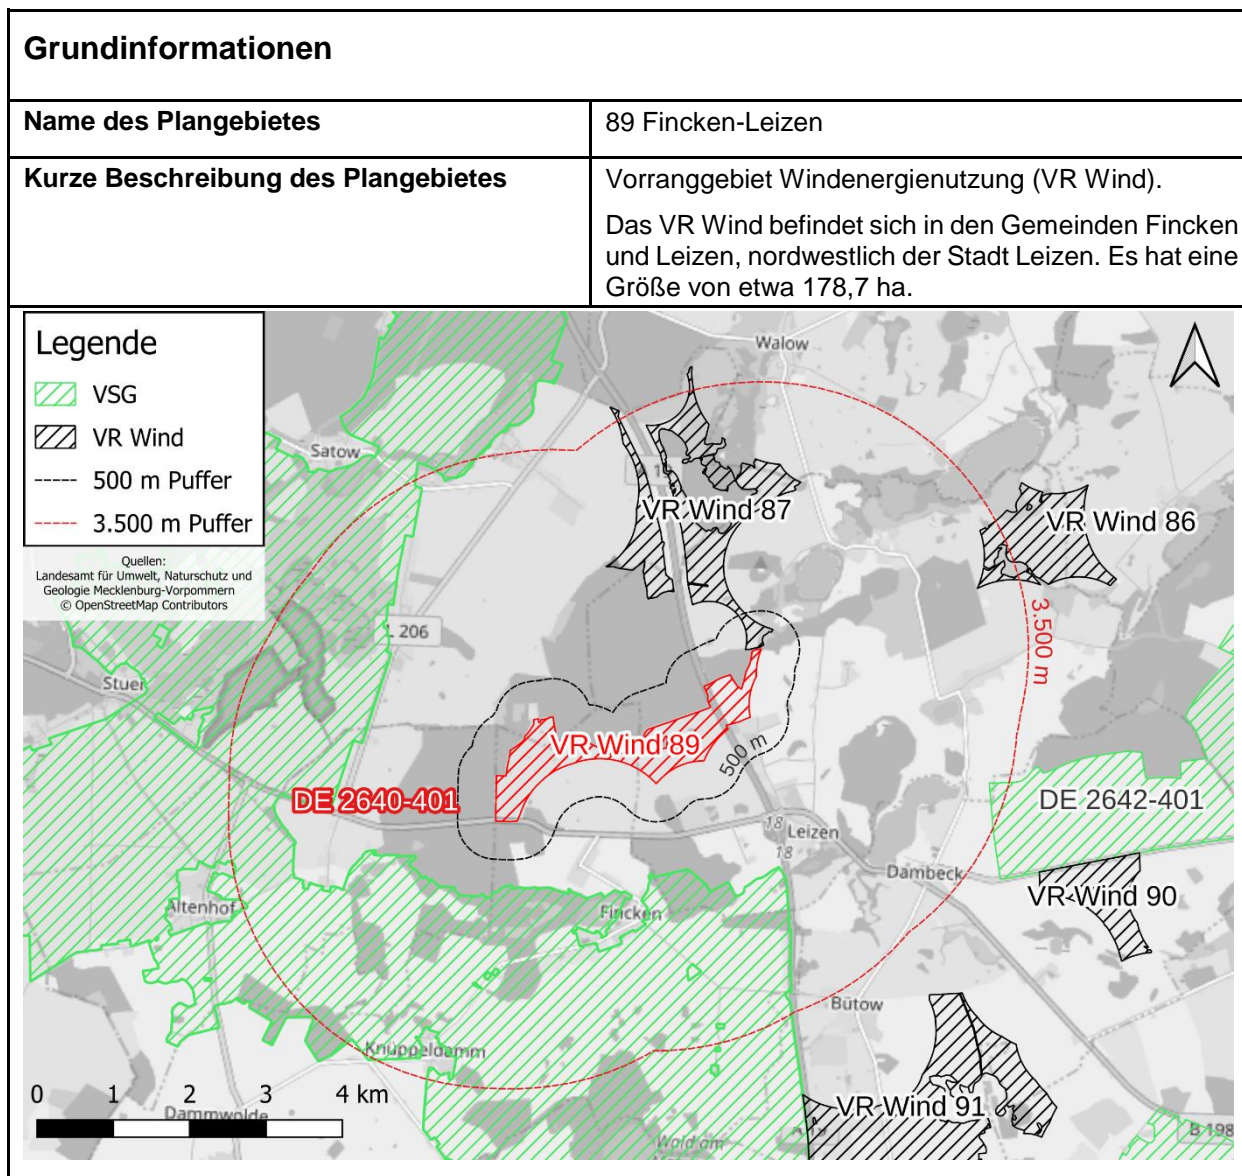 Grundinformationen
Name des Plangebietes
89 Fincken-Leizen
Kurze Beschreibung des Plangebietes
Vorranggebiet Windenergienutzung (VR Wind).
Das VR Wind befindet sich in den Gemeinden Fincken
und Leizen, nordwestlich der Stadt Leizen. Es hat eine
Größe von etwa 178,7 ha.
Legende
VSG
VR Wind
500 m Puffer
3.500 m Puffer
Quellen:
Landesamt für Umwelt, Naturschutz und
Geologie Mecklenburg-Vorpommern
© OpenStreetMap Contributors
Walow
Satow
VR Wind 87
VR Wind 86
L 206
3.500 m
Stuer
VR Wind 89
500 m
DE 2640-401
DE 2642-401
18
Leizen
18
Dambeck
VR Wind 90
Altenhof
Fincken
Bütow
Knüppeldamm
0 1 2 3 4 km
Dammwolde
VR Wind 91
A 19
B 198
Wald am